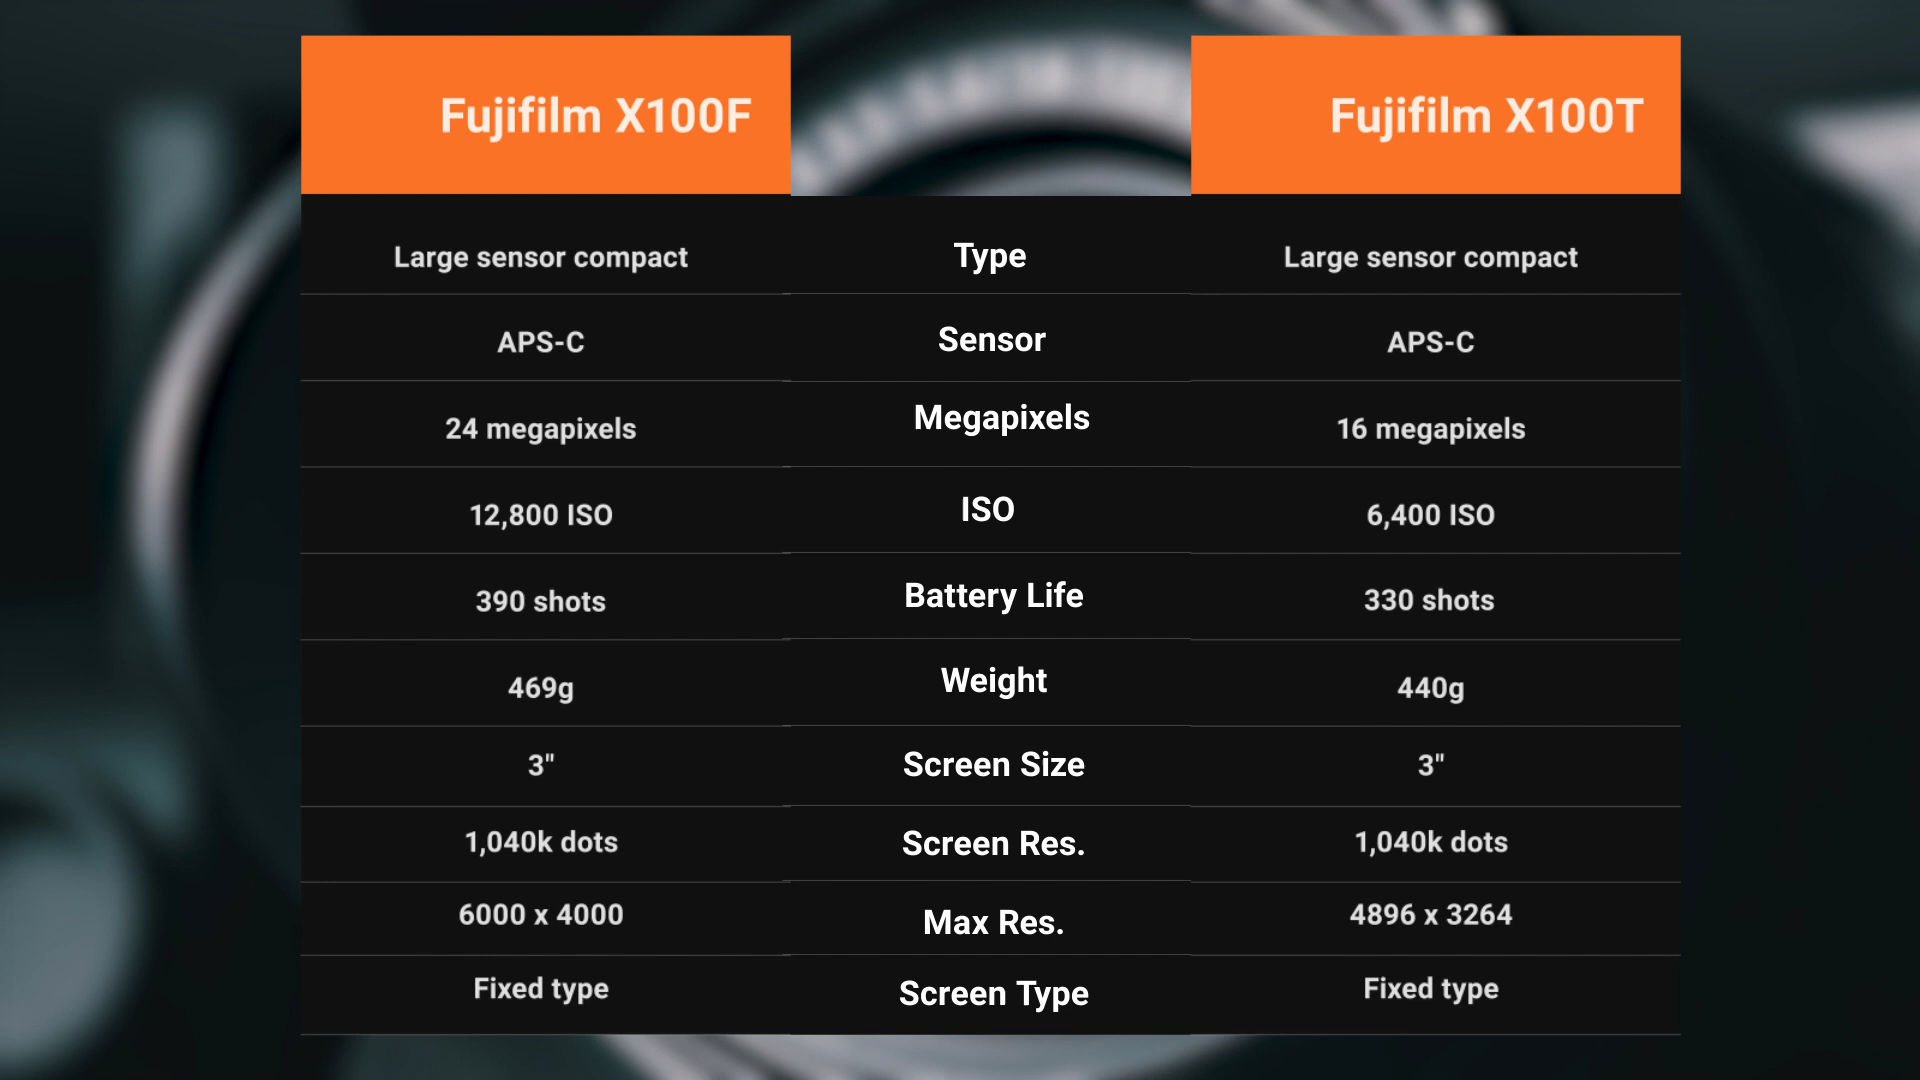 Fujifilm X100F Fujifilm X100T
Large sensor compact Type Large sensor compact
APS-C Sensor APS-C
24 megapixels Megapixels 16 megapixels
12,800 ISO ISO 6,400 ISO
390 shots Battery Life 330 shots
469g Weight 440g
3" Screen Size 3"
1,040k dots Screen Res. 1,040k dots
6000 x 4000 Max Res. 4896 x 3264
Fixed type Screen Type Fixed type